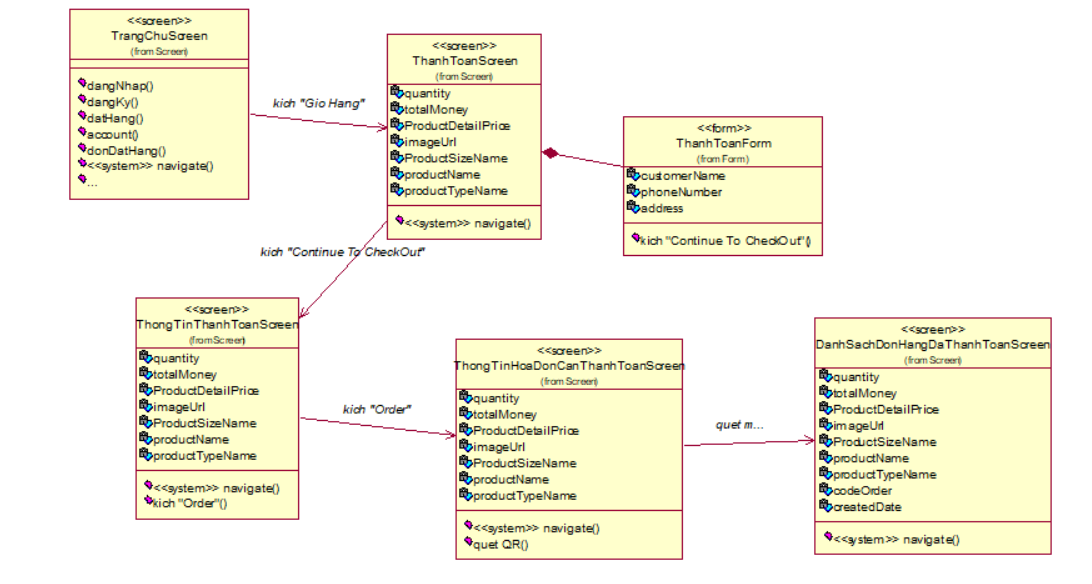 <<screen>>
TrangChuScreen
(from Screen)
dangNhap()
dangKy()
datHang()
account()
donDatHang()
<<system>> navigate()
...
kich "Gio Hang"
<<screen>>
ThanhToanScreen
(from Screen)
quantity
totalMoney
ProductDetailPrice
imageUrl
ProductSizeName
productName
productTypeName
<<system>> navigate()
<<form>>
ThanhToanForm
(from Form)
customerName
phoneNumber
address
kich "Continue To CheckOut"()
kich "Continue To CheckOut"
<<screen>>
ThongTinThanhToanScreen
(from Screen)
quantity
totalMoney
ProductDetailPrice
imageUrl
ProductSizeName
productName
productTypeName
<<system>> navigate()
kich "Order"()
kich "Order"
<<screen>>
ThongTinHoaDonCanThanhToanScreen
(from Screen)
quantity
totalMoney
ProductDetailPrice
imageUrl
ProductSizeName
productName
productTypeName
<<system>> navigate()
quet QR()
quet m...
<<screen>>
DanhSachDonHangDaThanhToanScreen
(from Screen)
quantity
totalMoney
ProductDetailPrice
imageUrl
ProductSizeName
productName
productTypeName
codeOrder
createdDate
<<system>> navigate()